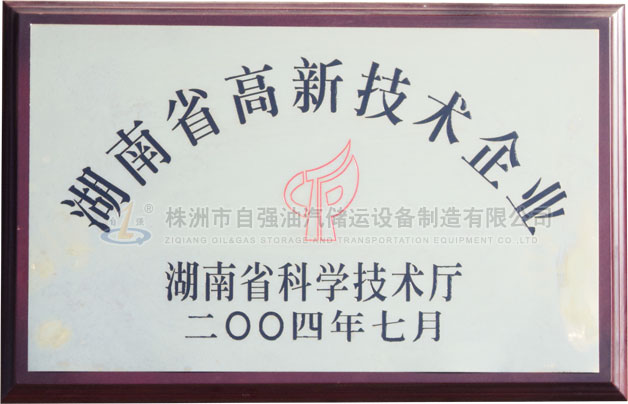 湖南省高新技术企业
株洲市自强油汽储运设备制造有限公司
ZIQIANG OIL&GAS STORAGE AND TRANSPORTATION EQUIPMENT CO.,LTD
湖南省科学技术厅
二〇〇四年七月